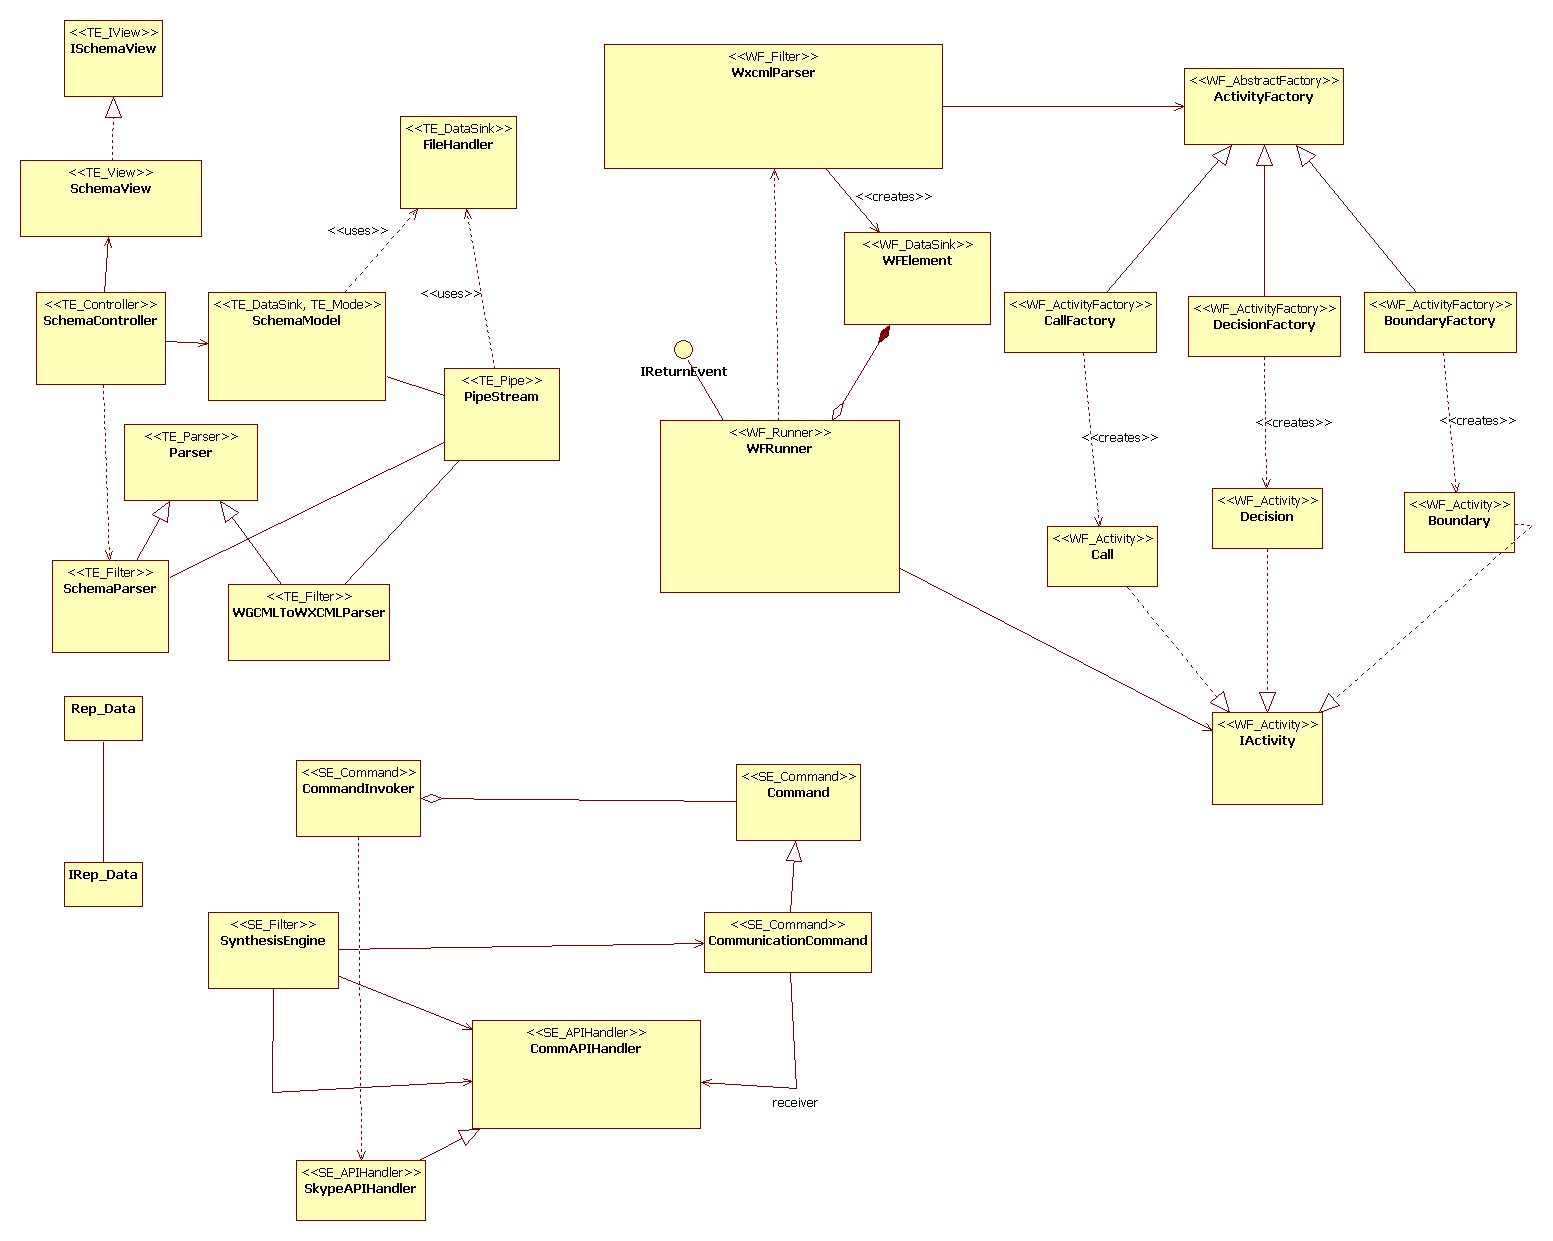 <<TE_IView>>
ISchemaView
<<TE_View>>
SchemaView
<<TE_DataSink>>
FileHandler
<<uses>>
<<uses>>
<<TE_Controller>>
SchemaController
<<TE_DataSink, TE_Mode>>
SchemaModel
<<TE_Pipe>>
PipeStream
<<TE_Parser>>
Parser
<<TE_Filter>>
SchemaParser
<<TE_Filter>>
WGCMLToWXCMLParser
<<WF_Filter>>
WxcmlParser
<<creates>>
<<WF_DataSink>>
WFElement
IReturnEvent
<<WF_Runner>>
WFRunner
<<WF_AbstractFactory>>
ActivityFactory
<<WF_ActivityFactory>>
CallFactory
<<WF_ActivityFactory>>
DecisionFactory
<<WF_ActivityFactory>>
BoundaryFactory
<<creates>>
<<creates>>
<<creates>>
<<WF_Activity>>
Call
<<WF_Activity>>
Decision
<<WF_Activity>>
Boundary
<<WF_Activity>>
IActivity
Rep_Data
IRep_Data
<<SE_Command>>
CommandInvoker
<<SE_Command>>
Command
<<SE_Filter>>
SynthesisEngine
<<SE_Command>>
CommunicationCommand
<<SE_APIHandler>>
CommAPIHandler
receiver
<<SE_APIHandler>>
SkypeAPIHandler